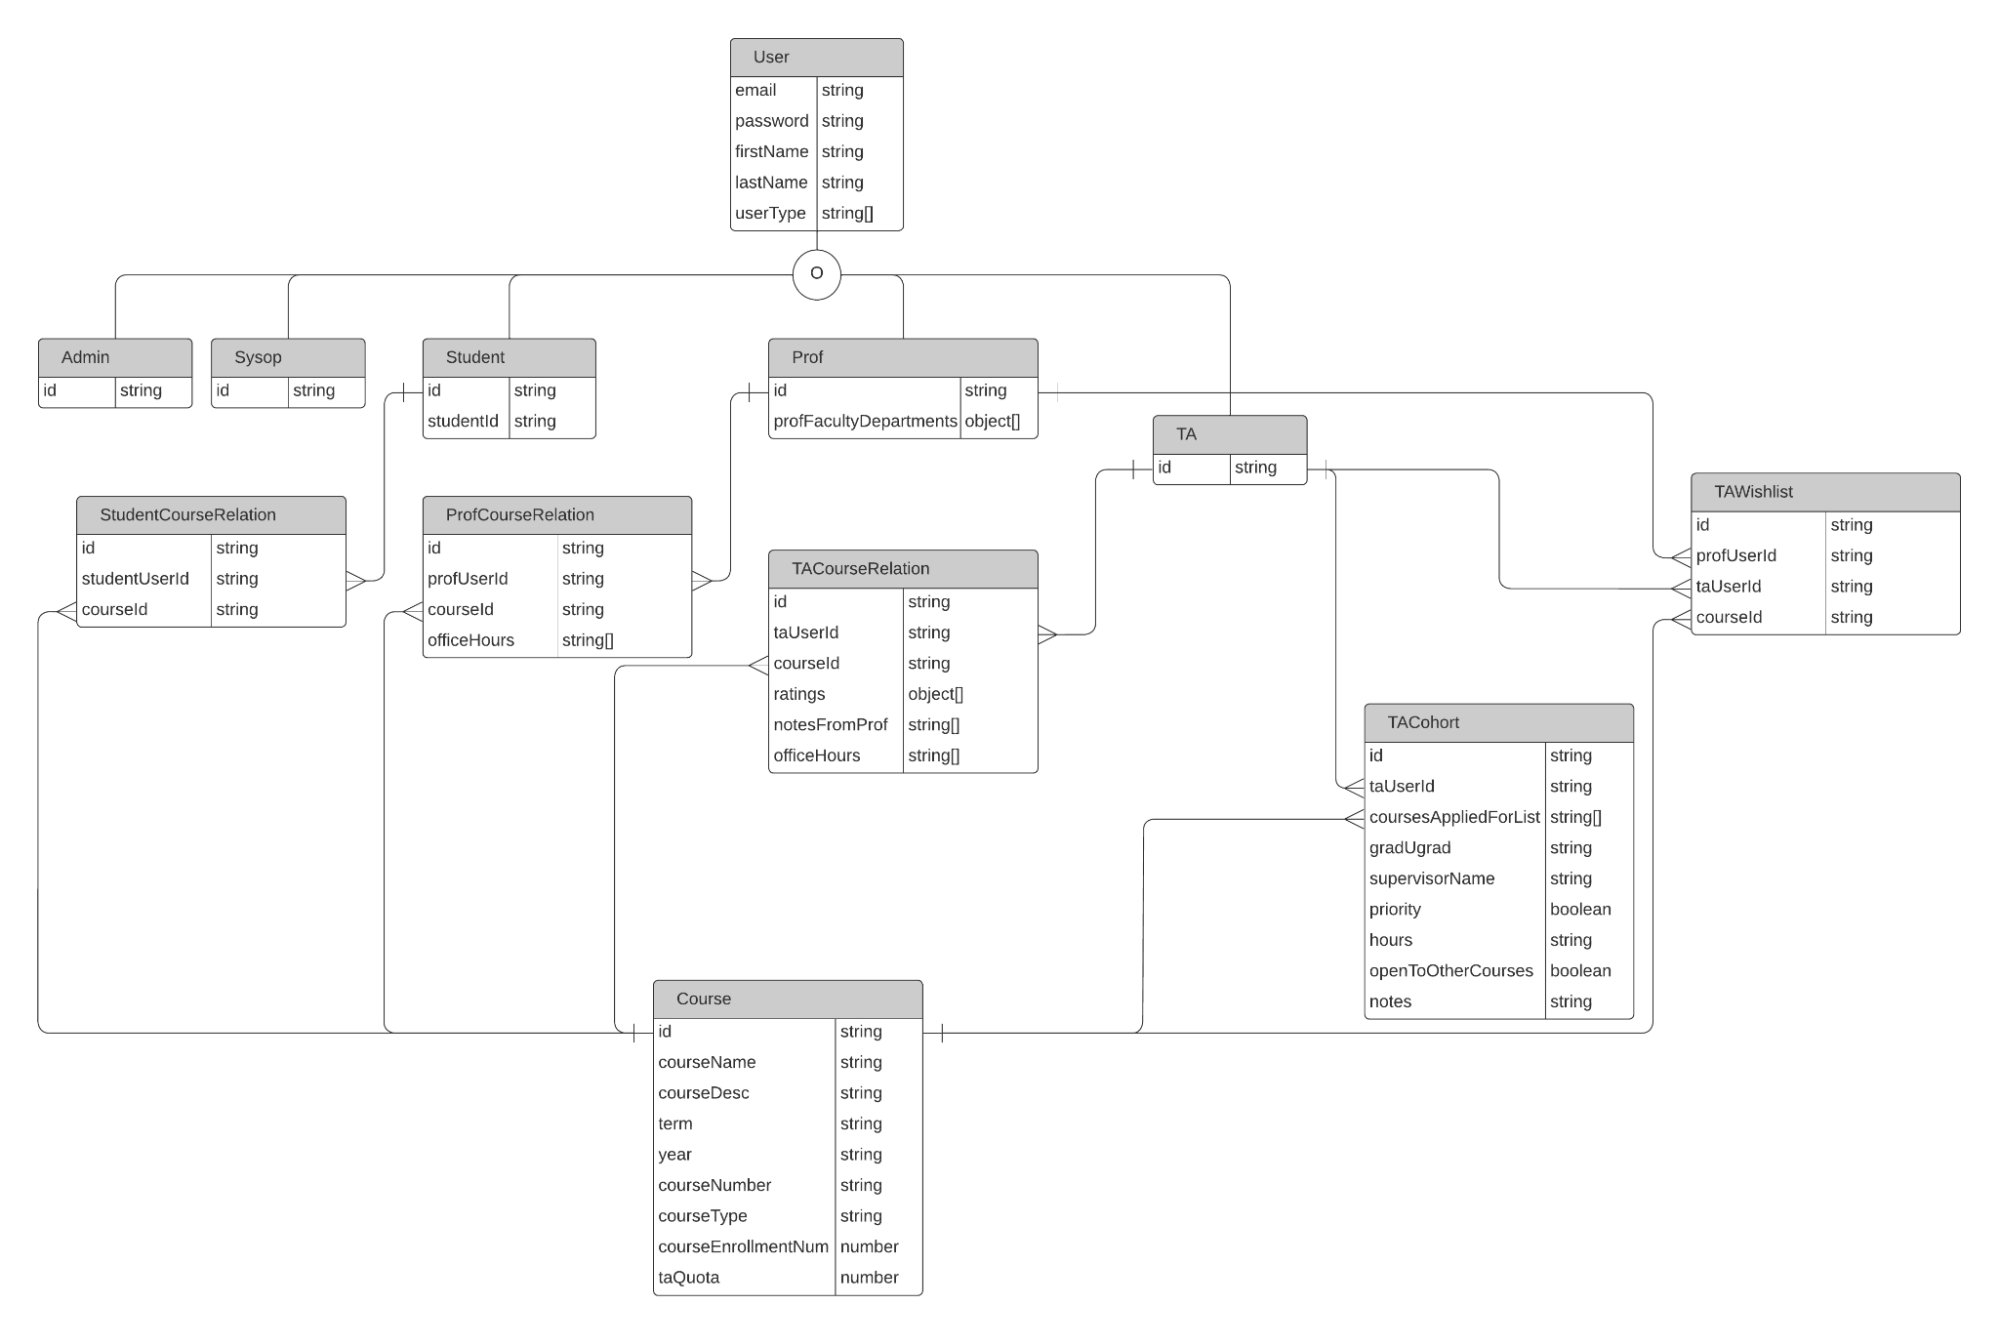 User
email string
password string
firstName string
lastName string
userType string[]
O
Admin
id string
Sysop
id string
Student
id string
studentId string
Prof
id string
profFacultyDepartments object[]
TA
id string
StudentCourseRelation
id string
studentUserId string
courseId string
ProfCourseRelation
id string
profUserId string
courseId string
officeHours string[]
TACourseRelation
id string
taUserId string
courseId string
ratings object[]
notesFromProf string[]
officeHours string[]
TAWishlist
id string
profUserId string
taUserId string
courseId string
TACohort
id string
taUserId string
coursesAppliedForList string[]
gradUgrad string
supervisorName string
priority boolean
hours string
openToOtherCourses boolean
notes string
Course
id string
courseName string
courseDesc string
term string
year string
courseNumber string
courseType string
courseEnrollmentNum number
taQuota number